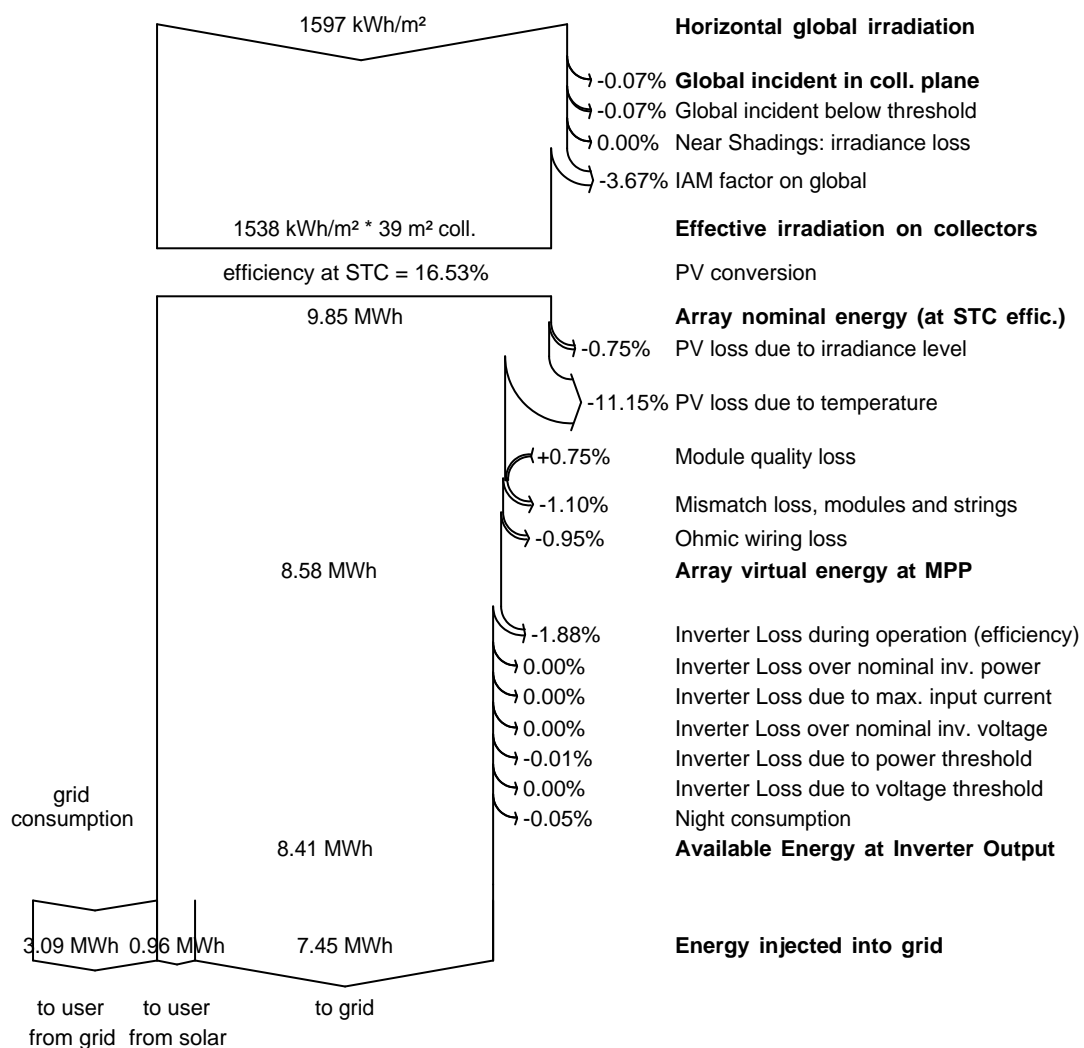 1597 kWh/m² Horizontal global irradiation
-0.07% Global incident in coll. plane
-0.07% Global incident below threshold
0.00% Near Shadings: irradiance loss
-3.67% IAM factor on global
1538 kWh/m² * 39 m² coll. Effective irradiation on collectors
efficiency at STC = 16.53% PV conversion
9.85 MWh Array nominal energy (at STC effic.)
-0.75% PV loss due to irradiance level
-11.15% PV loss due to temperature
+0.75% Module quality loss
-1.10% Mismatch loss, modules and strings
-0.95% Ohmic wiring loss
8.58 MWh Array virtual energy at MPP
-1.88% Inverter Loss during operation (efficiency)
0.00% Inverter Loss over nominal inv. power
0.00% Inverter Loss due to max. input current
0.00% Inverter Loss over nominal inv. voltage
-0.01% Inverter Loss due to power threshold
0.00% Inverter Loss due to voltage threshold
-0.05% Night consumption
grid
consumption
8.41 MWh Available Energy at Inverter Output
3.09 MWh 0.96 MWh 7.45 MWh Energy injected into grid
to user to user to grid
from grid from solar